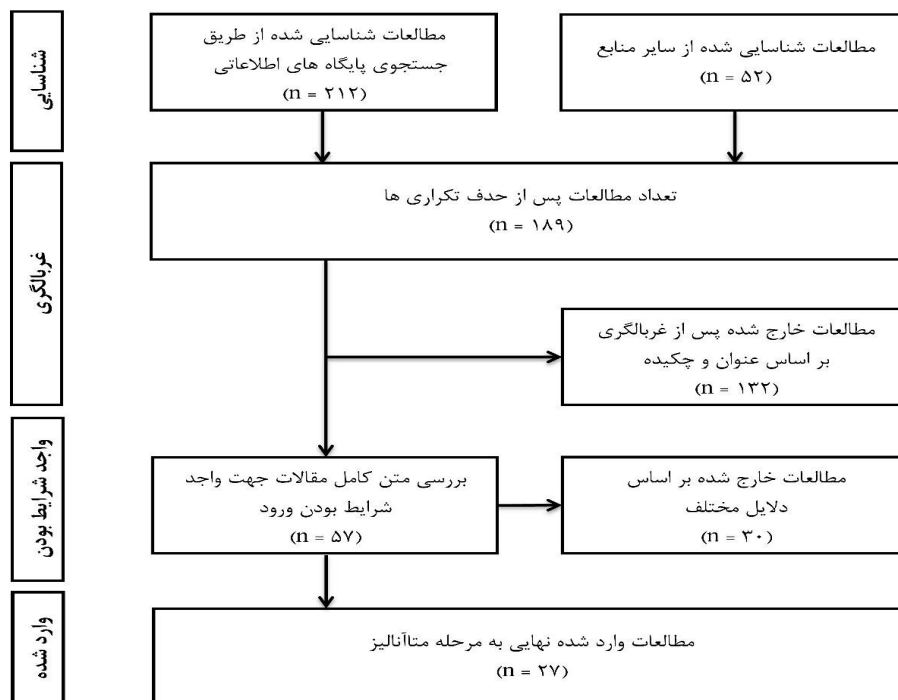 شناسایی
مطالعات شناسایی شده از طریق
جستجوی پایگاه های اطلاعاتی
(n = ۲۱۲)
مطالعات شناسایی شده از سایر منابع
(n = ۵۲)
غربالگری
تعداد مطالعات پس از حذف تکراری ها
(n = ۱۸۹)
مطالعات خارج شده پس از غربالگری
بر اساس عنوان و چکیده
(n = ۱۳۲)
واجد شرایط بودن
بررسی متن کامل مقالات جهت واجد
شرایط بودن ورود
(n = ۵۷)
مطالعات خارج شده بر اساس
دلایل مختلف
(n = ۳۰)
وارد شده
مطالعات وارد شده نهایی به مرحله متاآنالیز
(n = ۲۷)